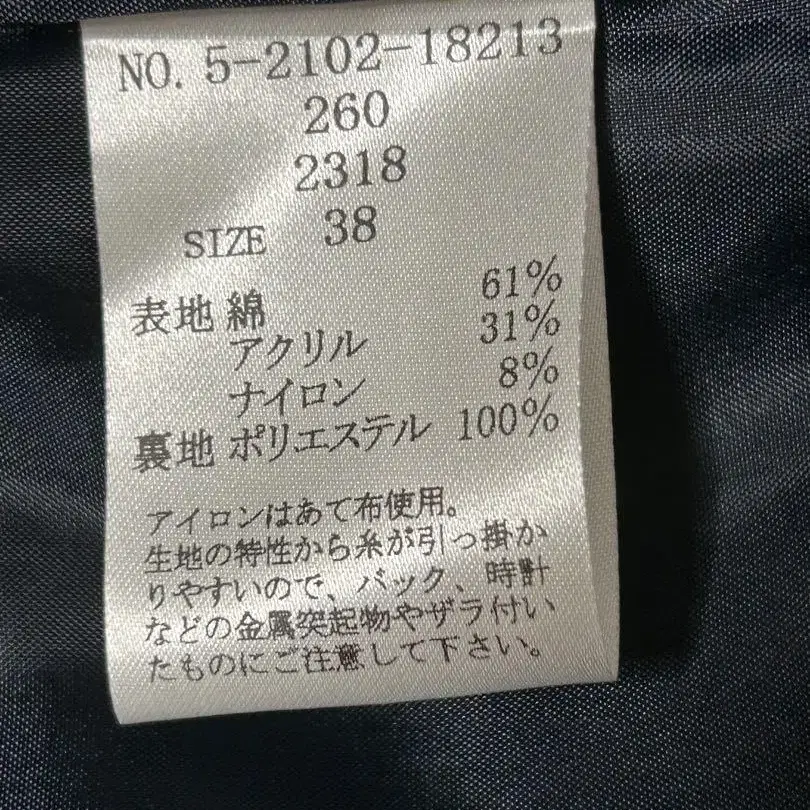 NO. 5-2102-18213
260
2318
SIZE 38
表地 綿 61%
アクリル 31%
ナイロン 8%
裏地 ポリエステル 100%
アイロンはあて布使用。
生地の特性から糸が引っ掛か
りやすいので、バック、時計
などの金属突起物やザラ付い
たものにご注意して下さい。